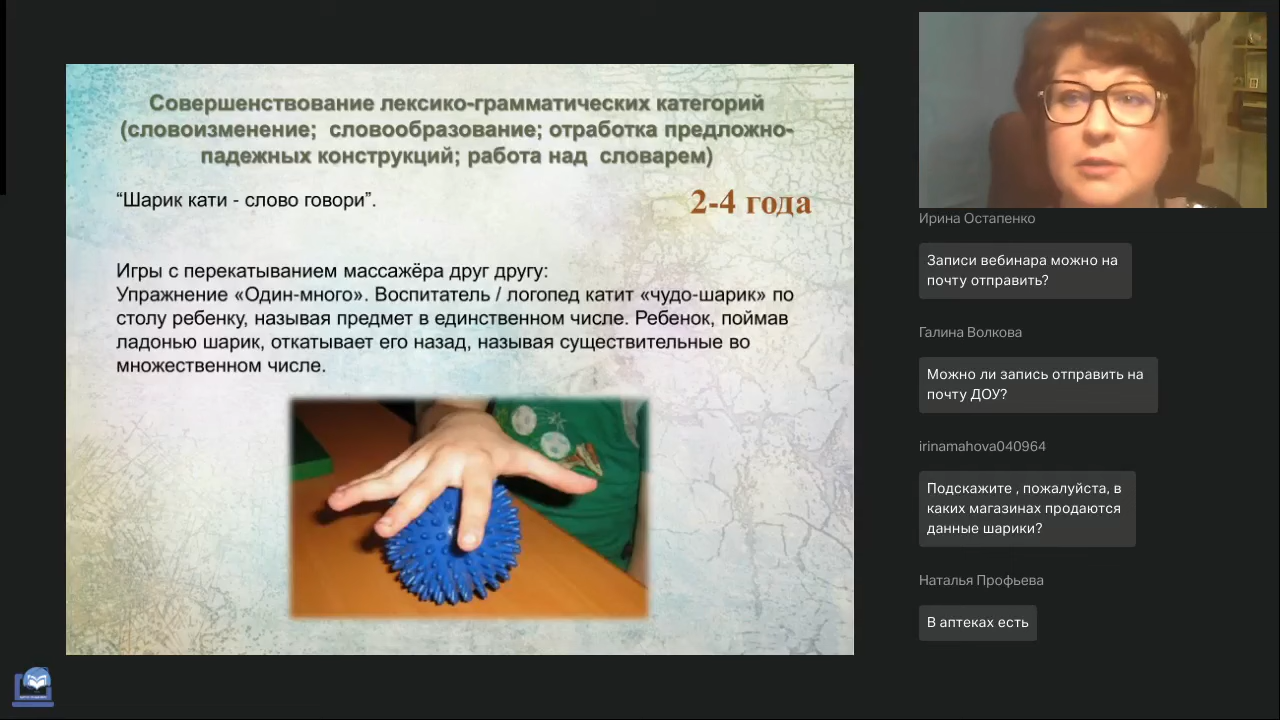 Совершенствование лексико-грамматических категорий
(словоизменение; словообразование; отработка предложно-
падежных конструкций; работа над словарем)
“Шарик кати - слово говори”.
2-4 года
Игры с перекатыванием массажёра друг другу:
Упражнение «Один-много». Воспитатель / логопед катит «чудо-шарик» по
столу ребенку, называя предмет в единственном числе. Ребенок, поймав
ладонью шарик, откатывает его назад, называя существительные во
множественном числе.
Ирина Остапенко
Записи вебинара можно на
почту отправить?
Галина Волкова
Можно ли запись отправить на
почту ДОУ?
irinamahova040964
Подскажите , пожалуйста, в
каких магазинах продаются
данные шарики?
Наталья Профьева
В аптеках есть